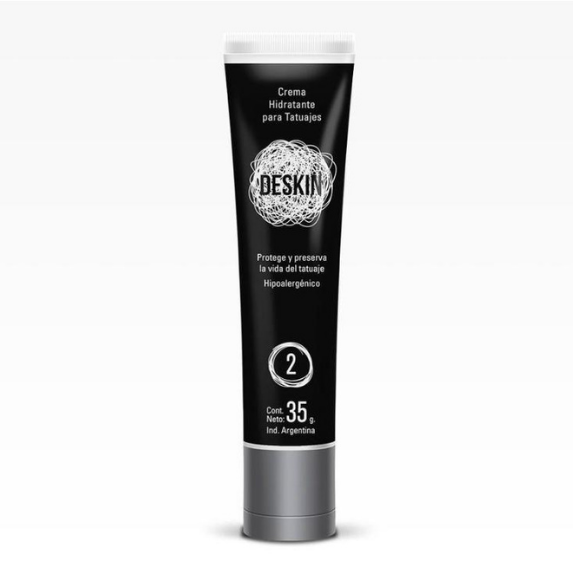 Crema
Hidratante
para Tatuajes
DESKIN
Protege y preserva
la vida del tatuaje
Hipoalergénico
2
Cont.
Neto: 35 g.
Ind. Argentina